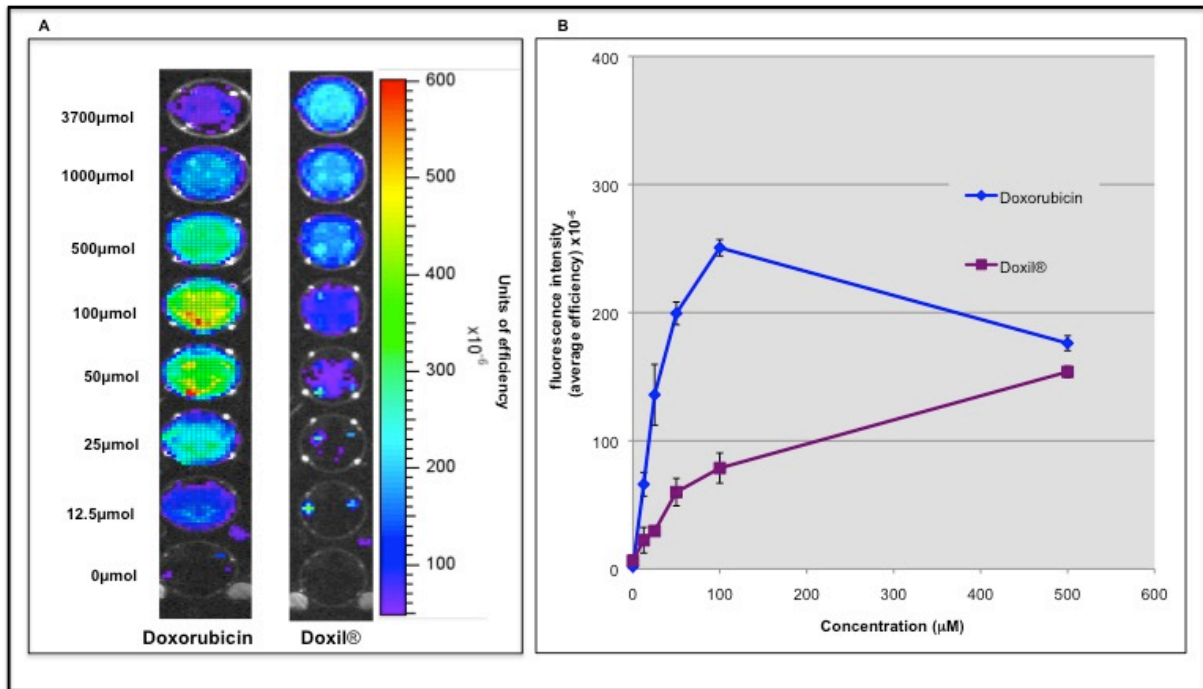 A
3700µmol
1000µmol
500µmol
100µmol
50µmol
25µmol
12.5µmol
0µmol
Doxorubicin
Doxil®
600
500
400
300
200
100
x10-6
Units of efficiency
B
400
300
200
100
0
fluorescence intensity
(average efficiency) x10-6
Doxorubicin
Doxil®
0
100
200
300
400
500
600
Concentration (µM)